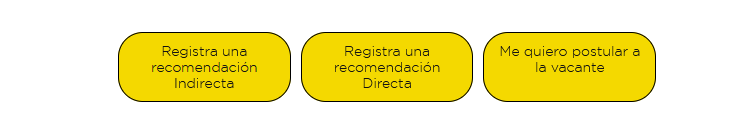 Registra una
recomendación
Indirecta
Registra una
recomendación
Directa
Me quiero postular a
la vacante